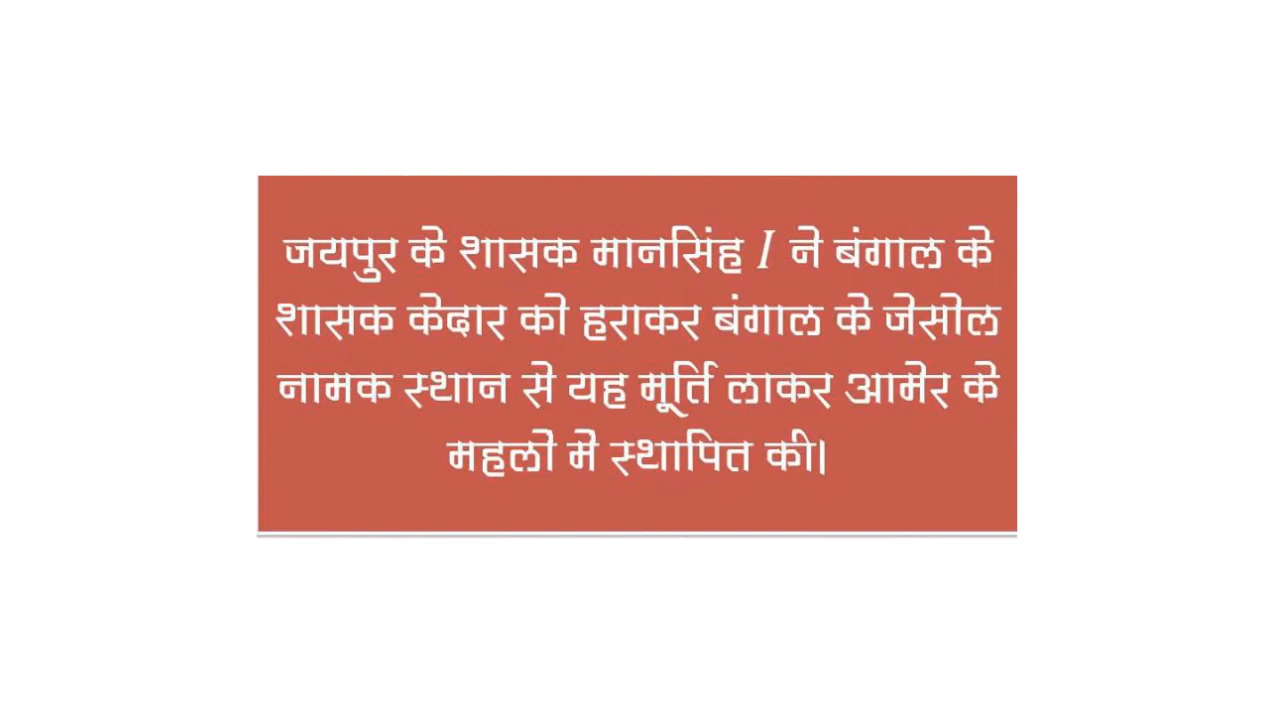 जयपुर के शासक मानसिंह I ने बंगाल के
शासक केदार को हराकर बंगाल के जेसोल
नामक स्थान से यह मूर्ति लाकर आमेर के
महलो मे स्थापित की।